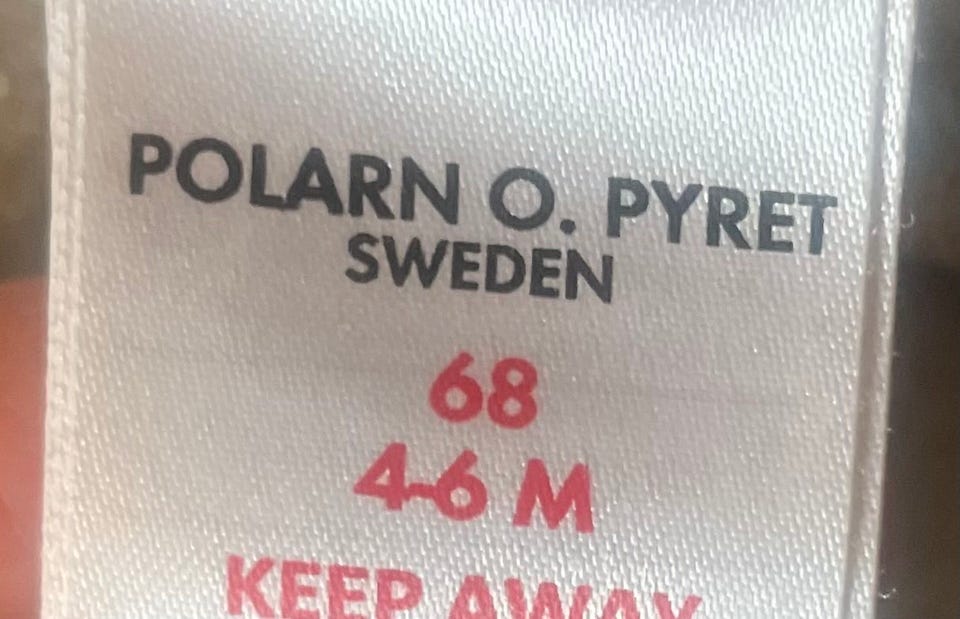 POLARN O. PYRET
SWEDEN
68
4-6 M
KEEP AWAY